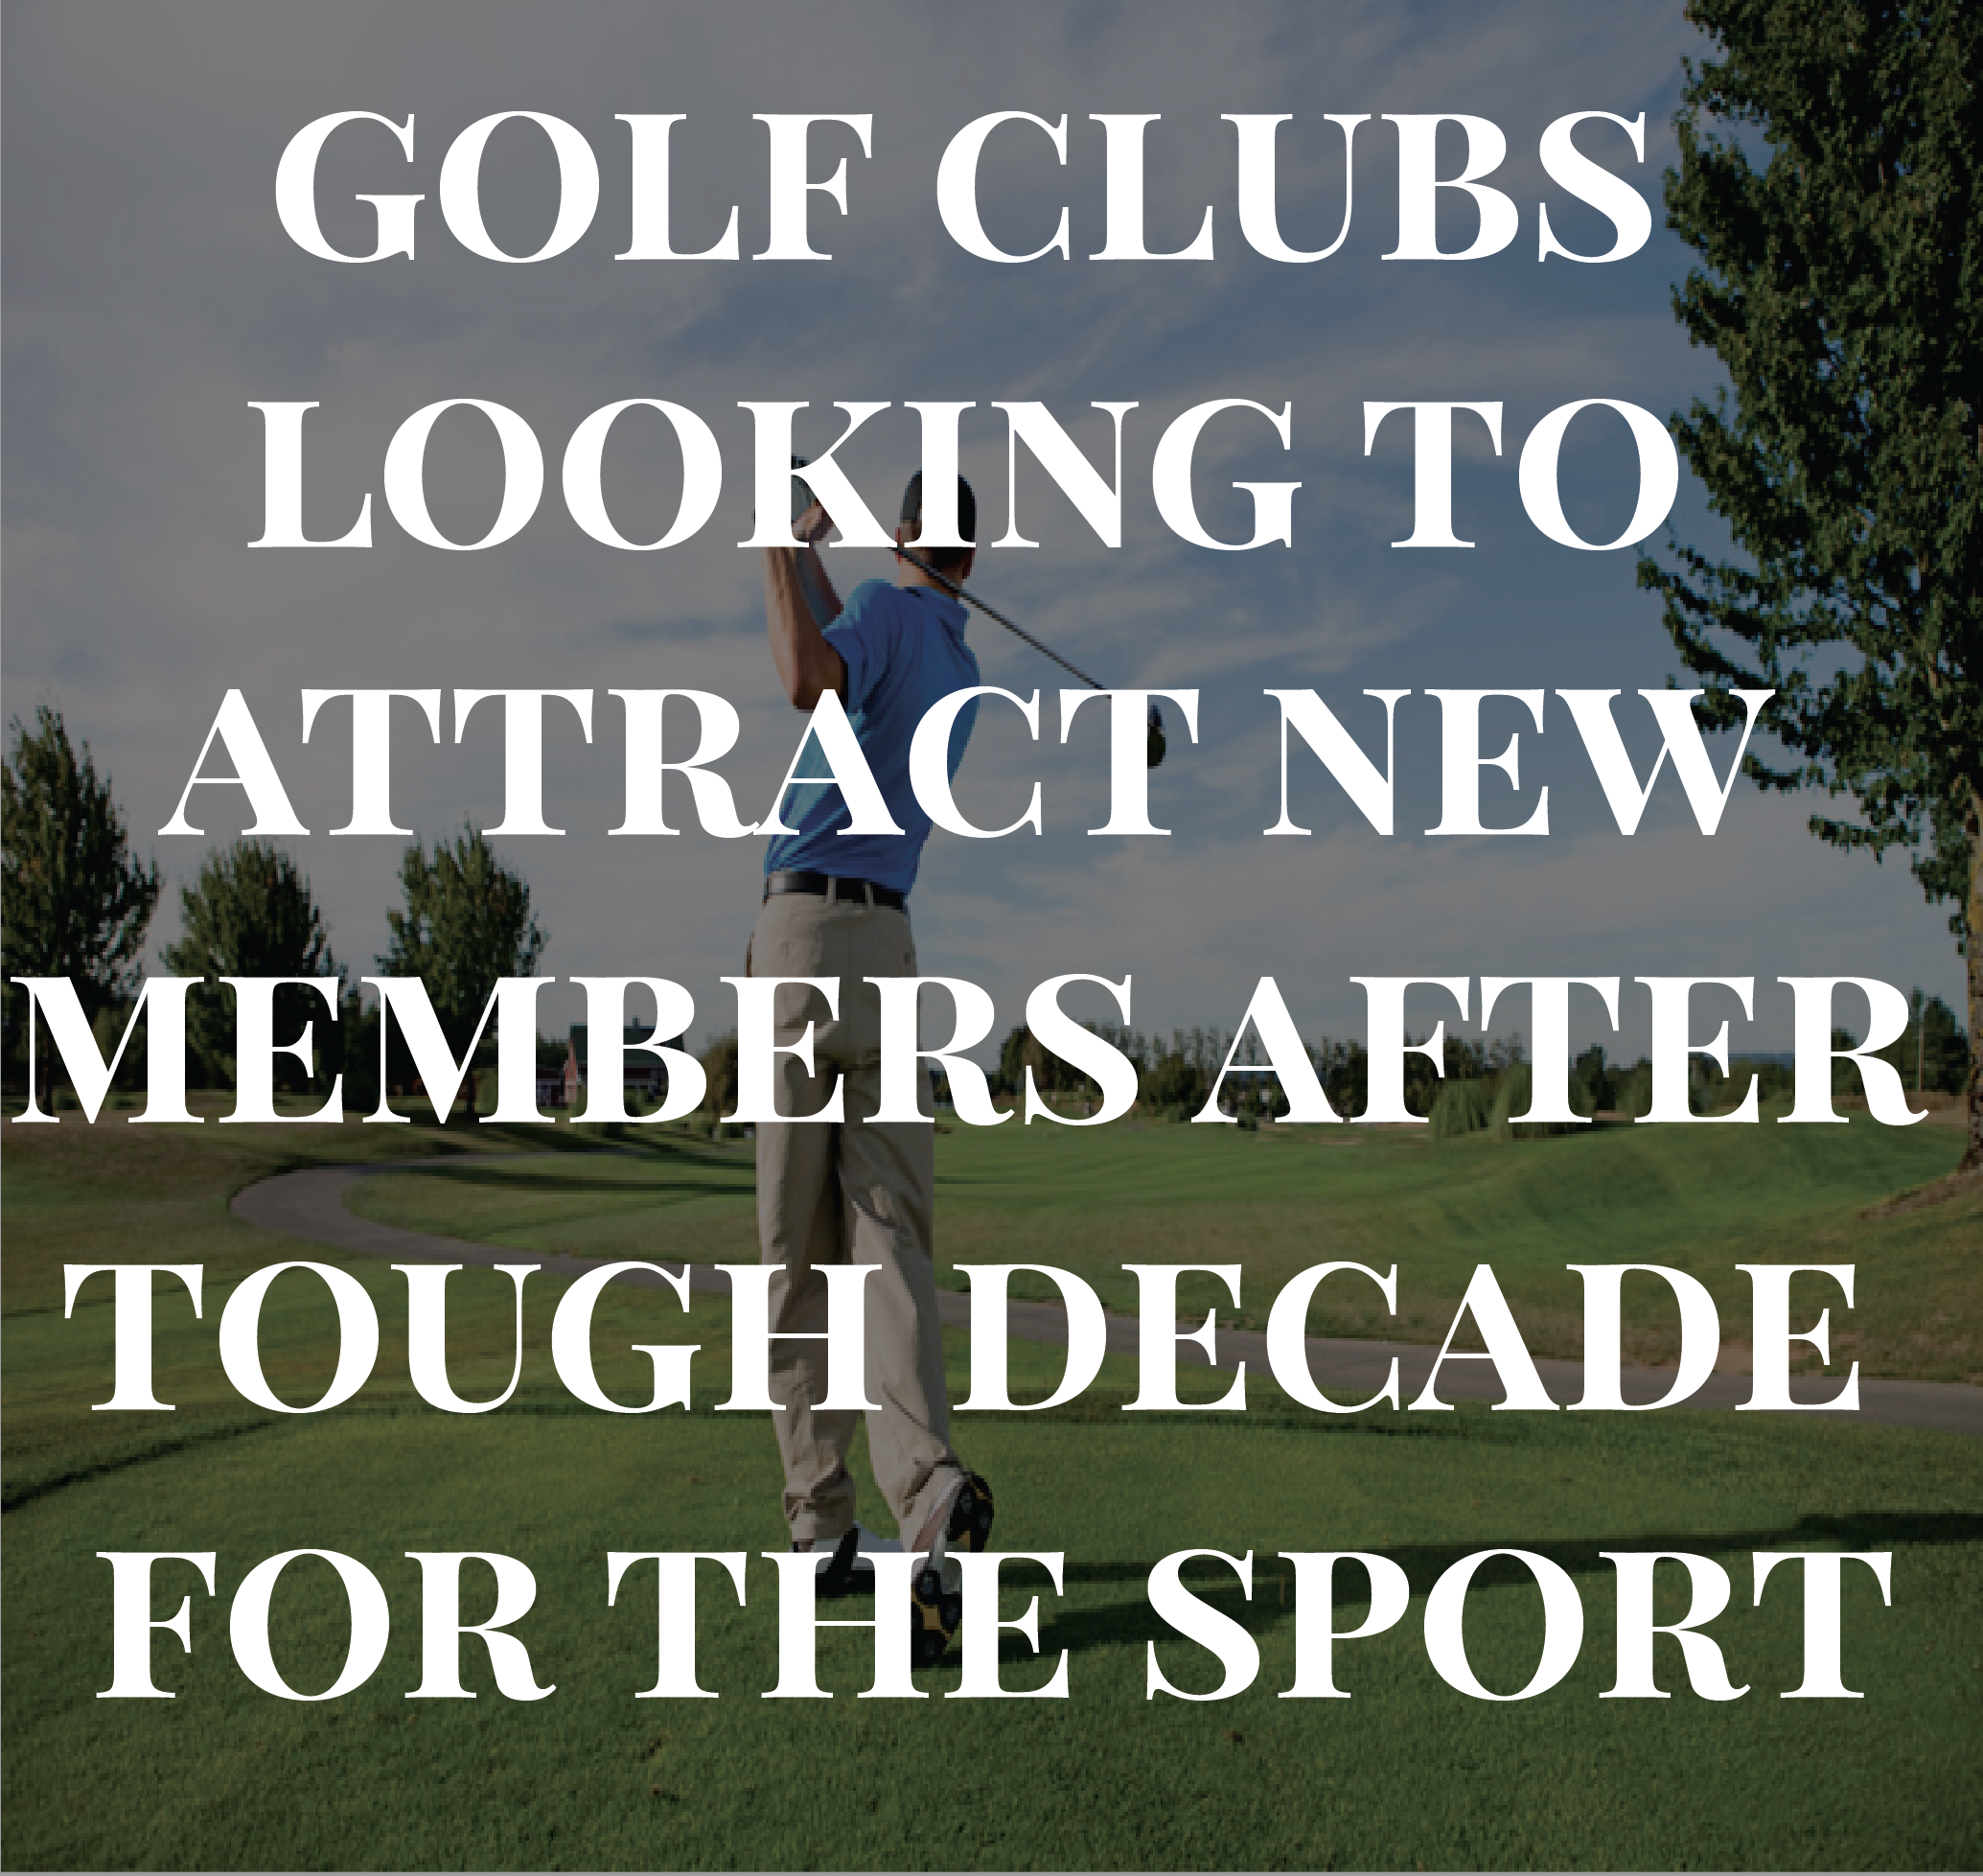 GOLF CLUBS
LOOKING TO
ATTRACT NEW
MEMBERS AFTER
TOUGH DECADE
FOR THE SPORT